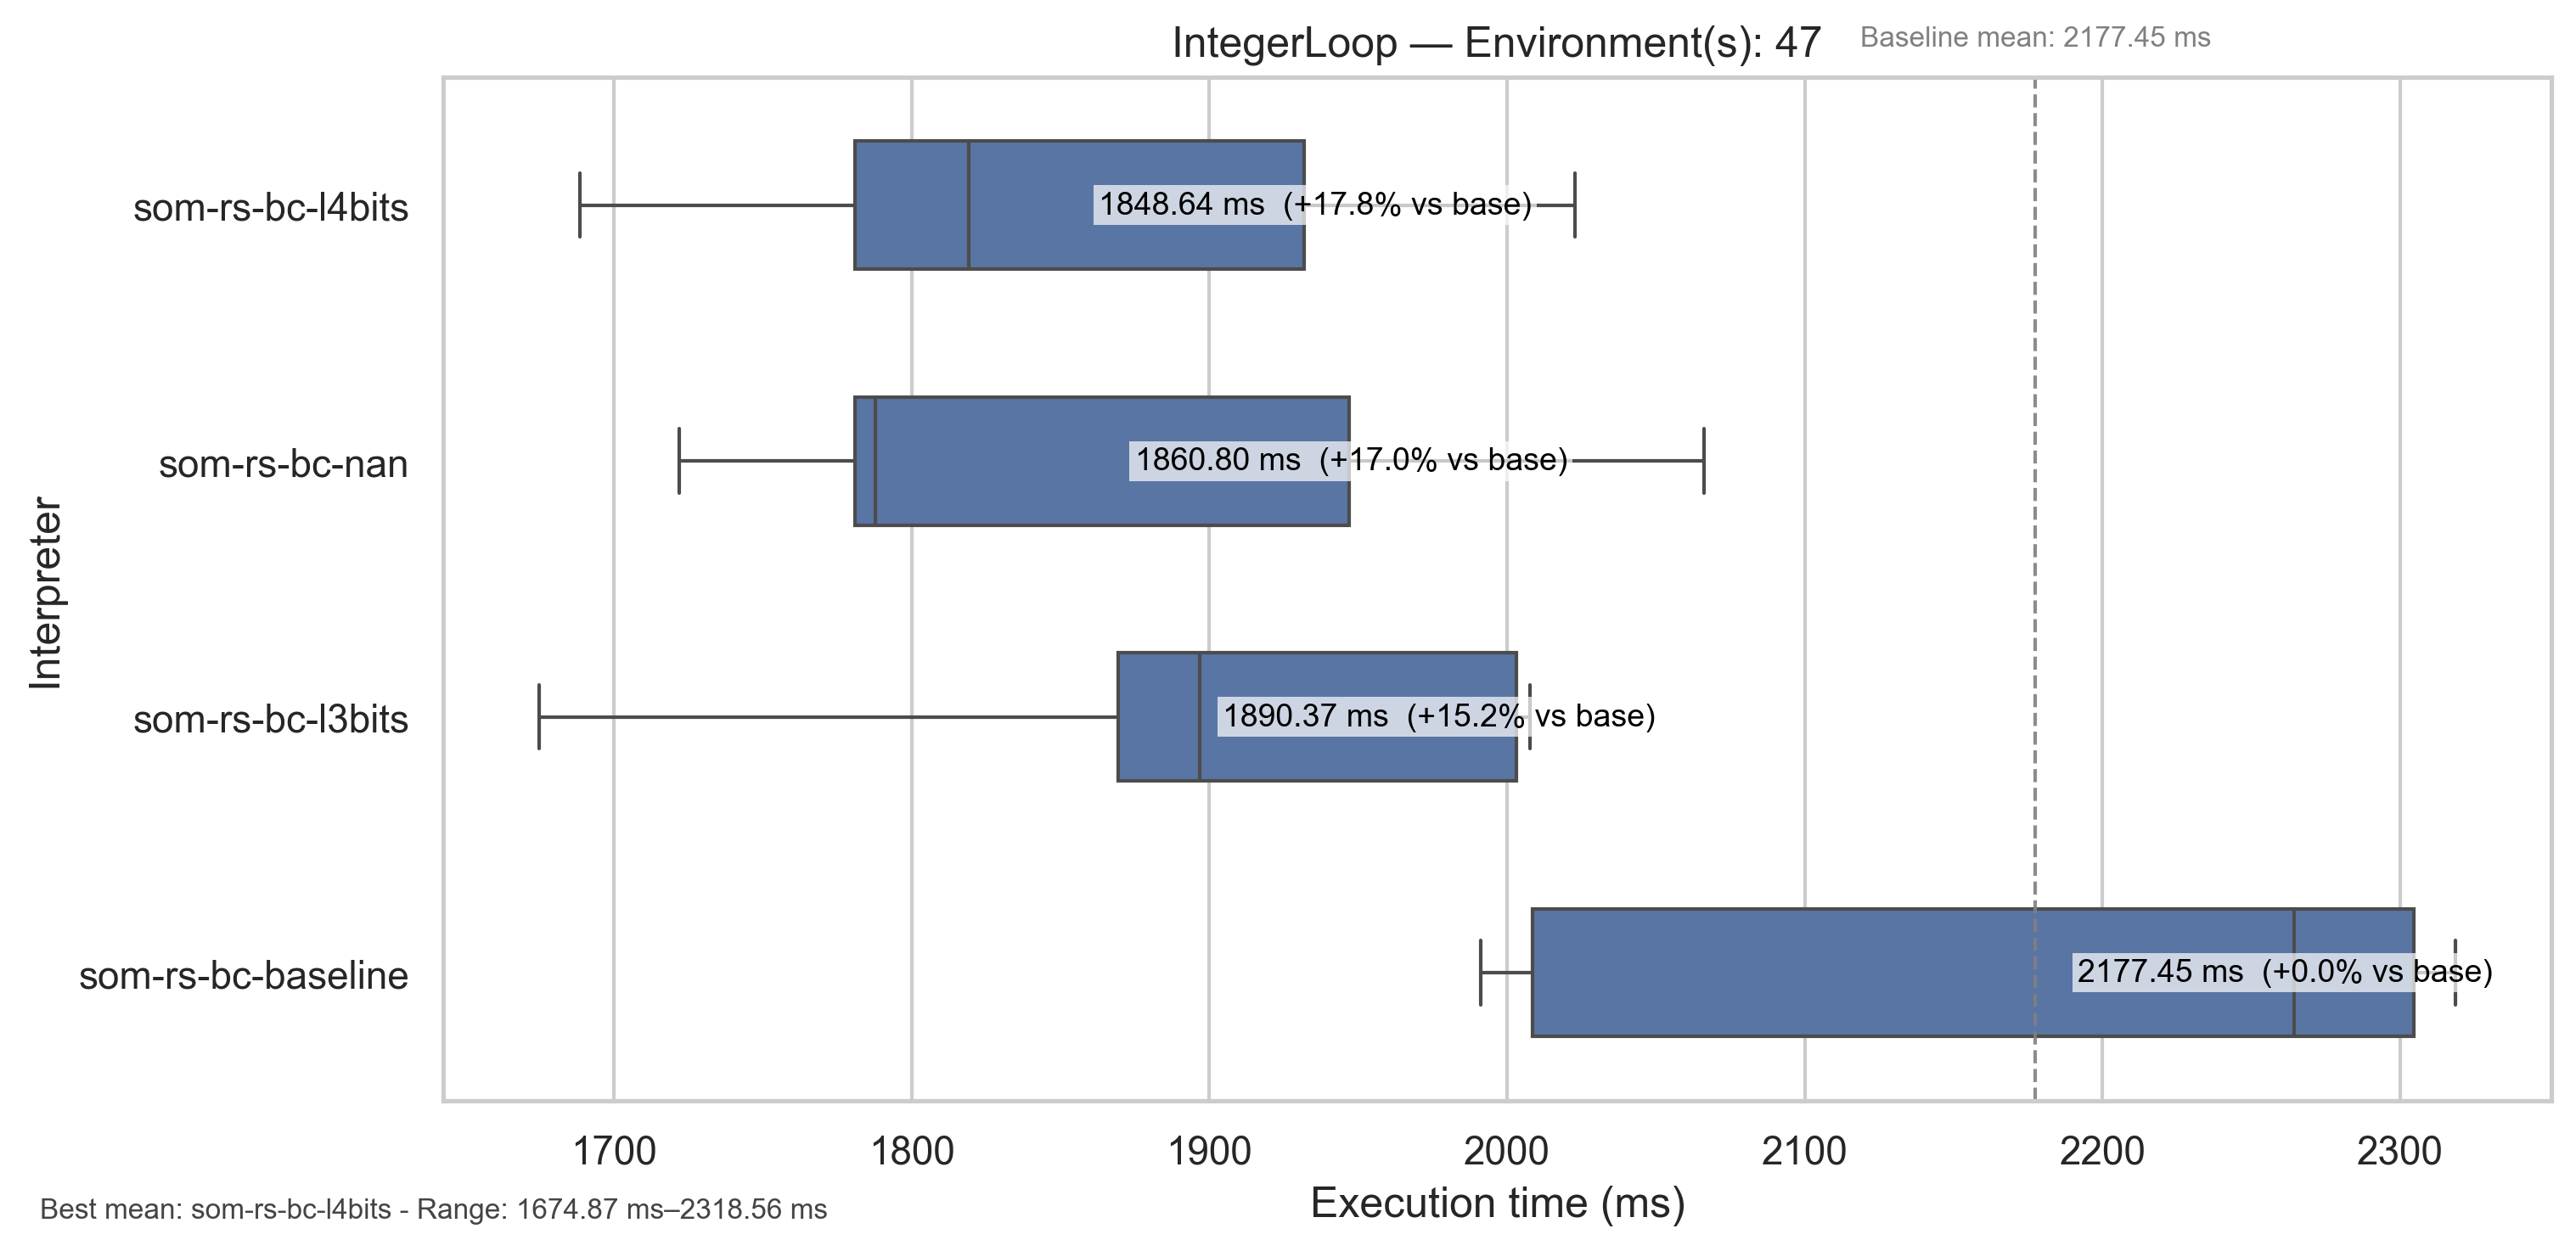 IntegerLoop — Environment(s): 47
Baseline mean: 2177.45 ms
Interpreter
som-rs-bc-l4bits
1848.64 ms (+17.8% vs base)
som-rs-bc-nan
1860.80 ms (+17.0% vs base)
som-rs-bc-l3bits
1890.37 ms (+15.2% vs base)
som-rs-bc-baseline
2177.45 ms (+0.0% vs base)
1700 1800 1900 2000 2100 2200 2300
Execution time (ms)
Best mean: som-rs-bc-l4bits - Range: 1674.87 ms–2318.56 ms